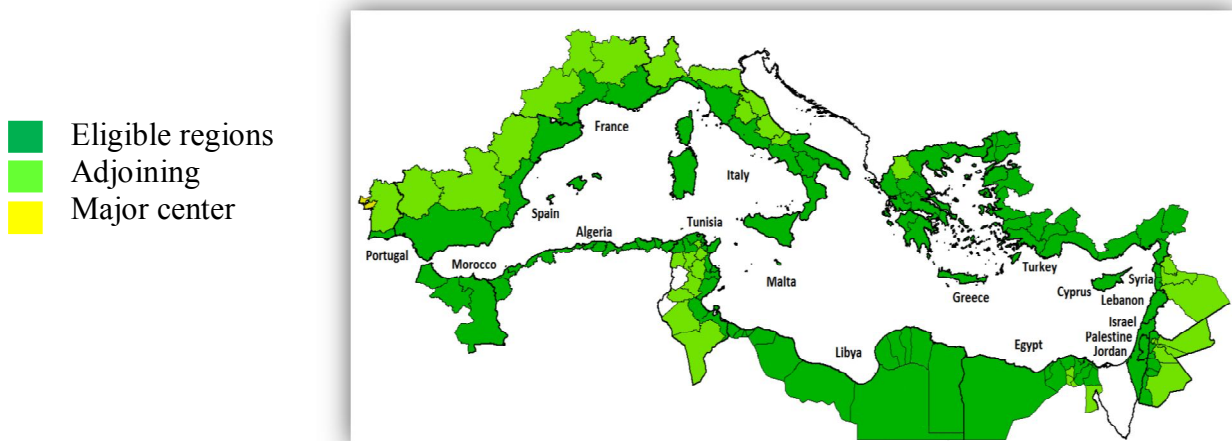 Eligible regions
Adjoining
Major center
France
Italy
Spain
Algeria
Tunisia
Portugal
Morocco
Malta
Turkey
Greece
Cyprus
Syria
Lebanon
Israel
Palestine
Jordan
Egypt
Libya